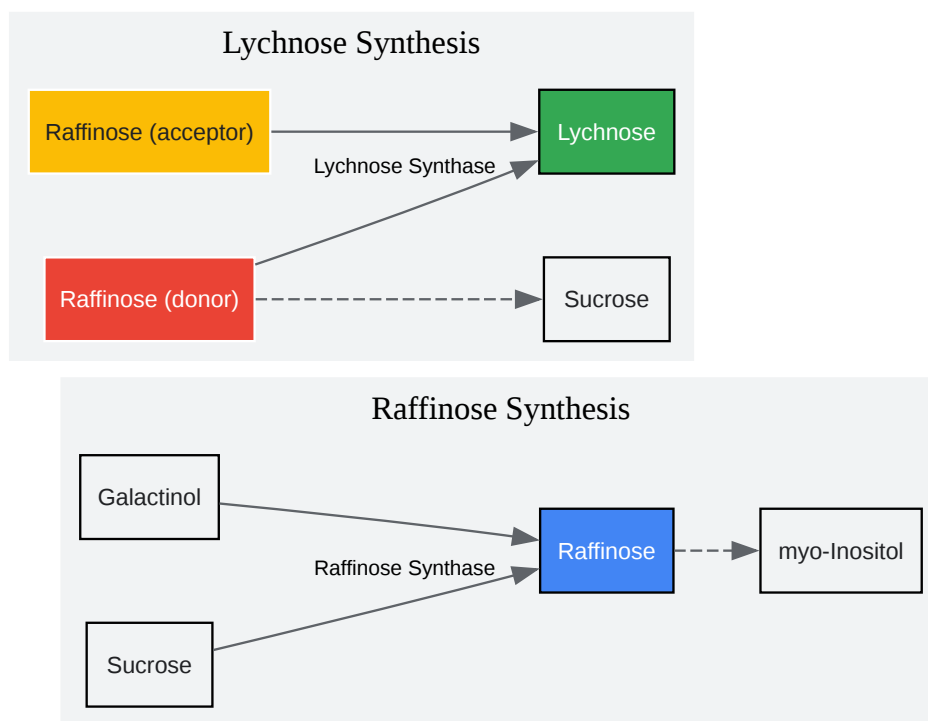 Lychnose Synthesis
Raffinose (acceptor)
Lychnose
Lychnose Synthase
Raffinose (donor)
Sucrose
Raffinose Synthesis
Galactinol
Raffinose
myo-Inositol
Raffinose Synthase
Sucrose